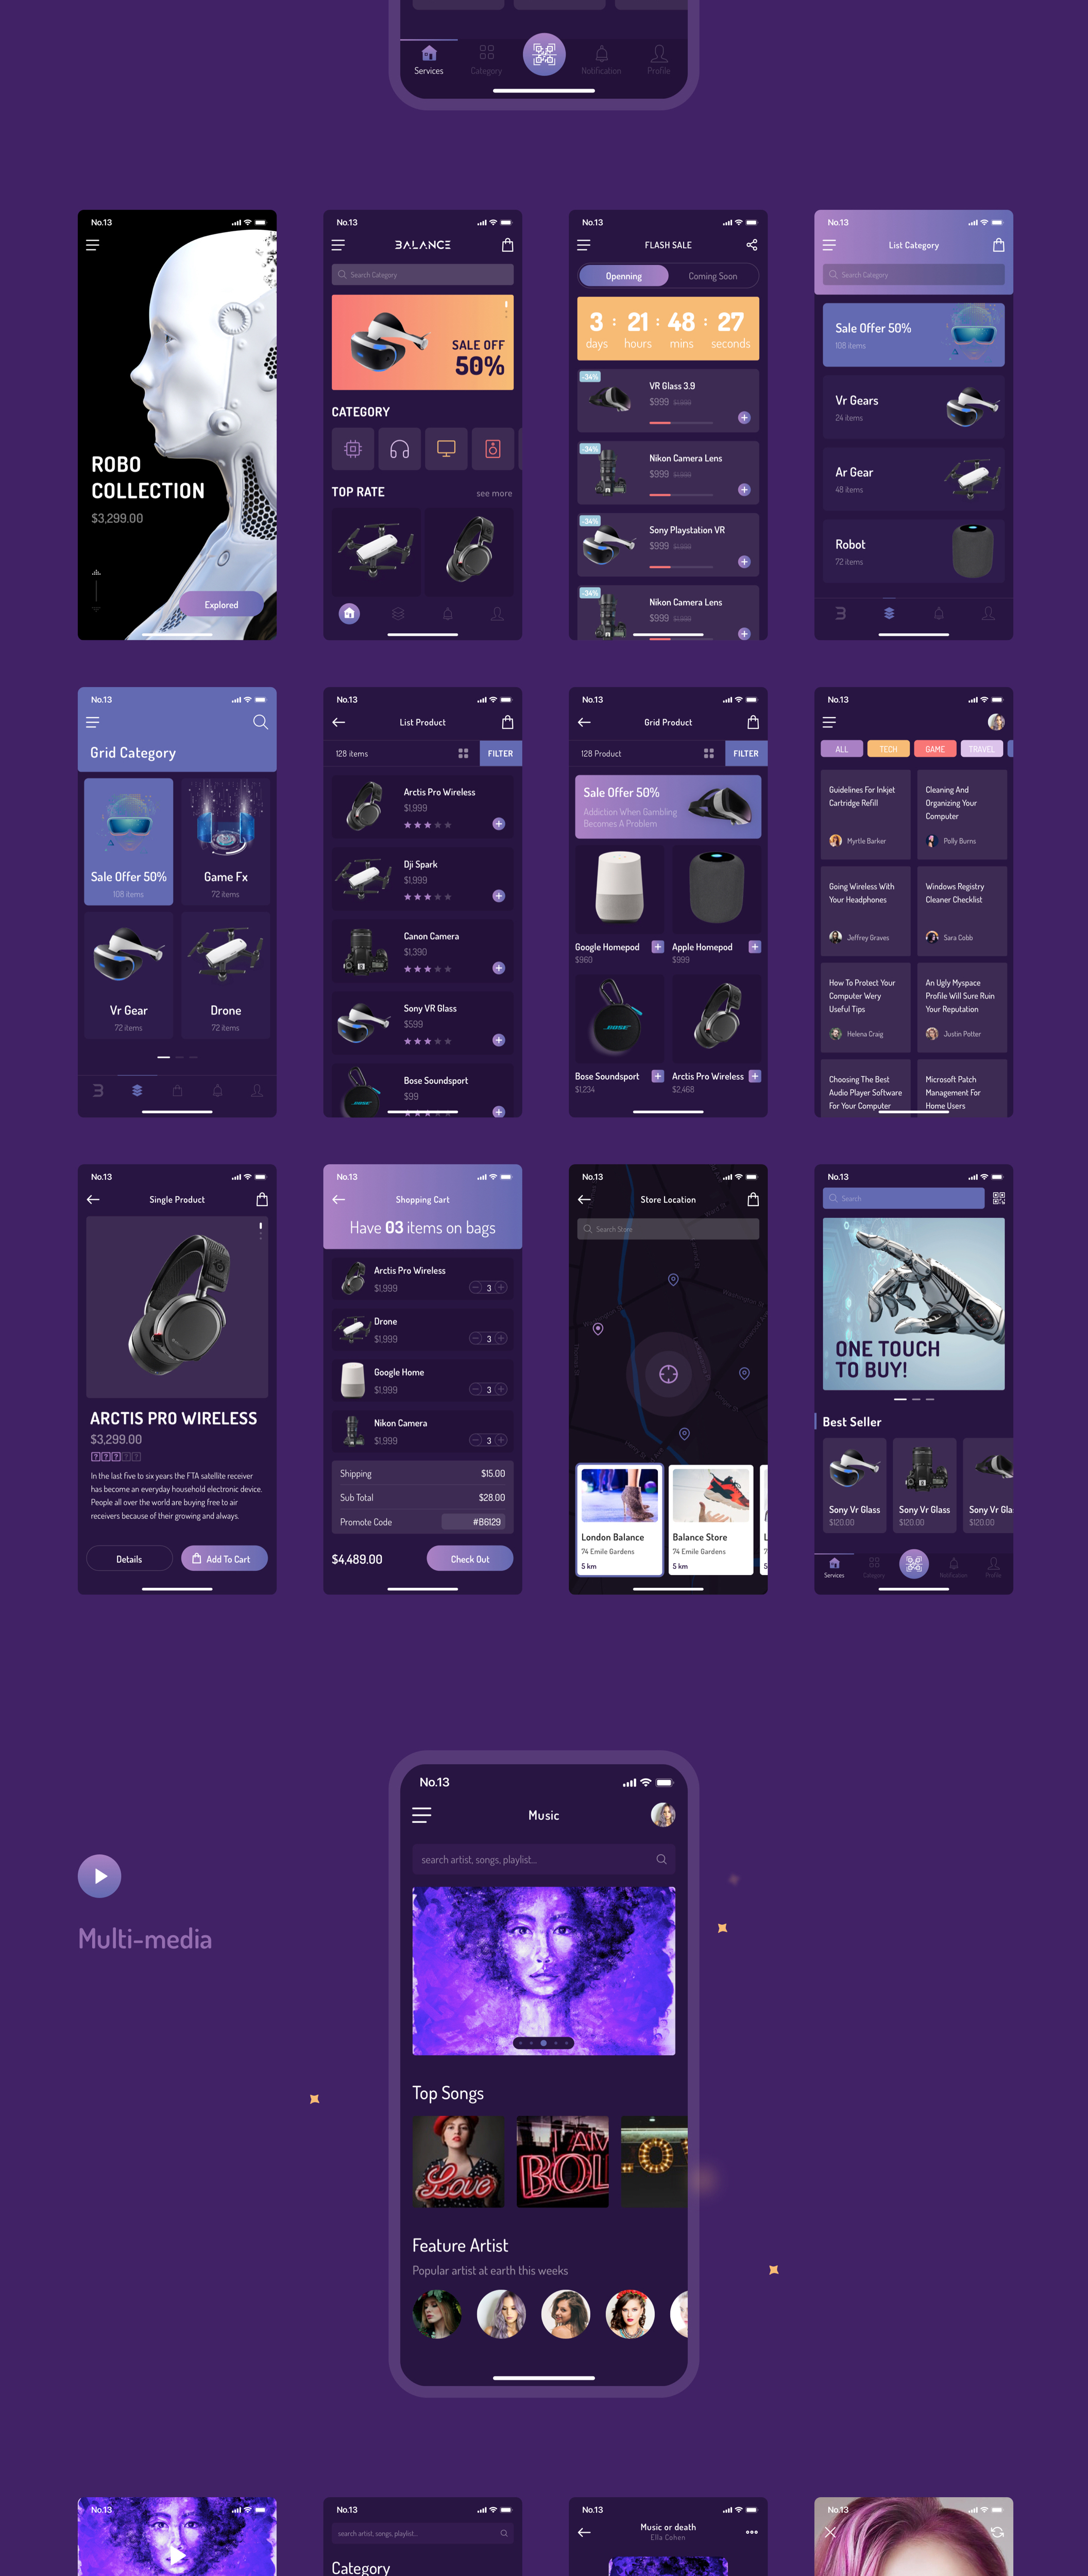 Services
Category
Notification
Profile
No.13
ROBO
COLLECTION
$3,299.00
Explored
No.13
BALANCE
Search Category
SALE OFF
50%
CATEGORY
TOP RATE
see more
No.13
FLASH SALE
Openning
Coming Soon
3 : 21 : 48 : 27
days hours mins seconds
-34%
VR Glass 3.9
$999
-34%
Nikon Camera Lens
$999
-34%
Sony Playstation VR
$999
-34%
Nikon Camera Lens
$999
No.13
List Category
Search Category
Sale Offer 50%
108 items
Vr Gears
24 items
Ar Gear
48 items
Robot
72 items
No.13
Grid Category
Sale Offer 50%
108 items
Game Fx
72 items
Vr Gear
72 items
Drone
72 items
No.13
List Product
128 items
FILTER
Arctis Pro Wireless
$1,999
Dji Spark
$1,999
Canon Camera
$1,390
Sony VR Glass
$599
Bose Soundsport
$99
No.13
Grid Product
128 Product
FILTER
Sale Offer 50%
Addiction When Gambling
Becomes A Problem
Google Homepod
$960
Apple Homepod
$999
BOSE
Bose Soundsport
$1,234
Arctis Pro Wireless
$2,468
No.13
ALL
TECH
GAME
TRAVEL
Guidelines For Inkjet
Cartridge Refill
Myrtle Barker
Cleaning And
Organizing Your
Computer
Polly Burns
Going Wireless With
Your Headphones
Jeffrey Graves
Windows Registry
Cleaner Checklist
Sara Cobb
How To Protect Your
Computer Wery
Useful Tips
Helena Craig
An Ugly Myspace
Profile Will Sure Ruin
Your Reputation
Justin Potter
Choosing The Best
Audio Player Software
For Your Computer
Microsoft Patch
Management For
Home Users
No.13
Single Product
ARCTIS PRO WIRELESS
$3,299.00
In the last five to six years the FTA satellite receiver
has become an everyday household electronic device.
People all over the world are buying free to air
receivers because of their growing and always.
Details
Add To Cart
No.13
Shopping Cart
Have 03 items on bags
Arctis Pro Wireless
$1,999
3
Drone
$1,999
3
Google Home
$1,999
3
Nikon Camera
$1,999
3
Shipping
$15.00
Sub Total
$28.00
Promote Code
#B6129
$4,489.00
Check Out
No.13
Store Location
Search Store
London Balance
74 Emile Gardens
5 km
Balance Store
74 Emile Gardens
5 km
No.13
Search
ONE TOUCH
TO BUY!
Best Seller
Sony Vr Glass
$120.00
Sony Vr Glass
$120.00
Sony Vr Gla
$120.00
Services
Category
Notification
Profile
Multi-media
No.13
Music
search artist, songs, playlist...
Top Songs
Love
I AM
BOL
Feature Artist
Popular artist at earth this weeks
No.13
No.13
search artist, songs, playlist...
Category
No.13
Music or death
Ella Cohen
No.13